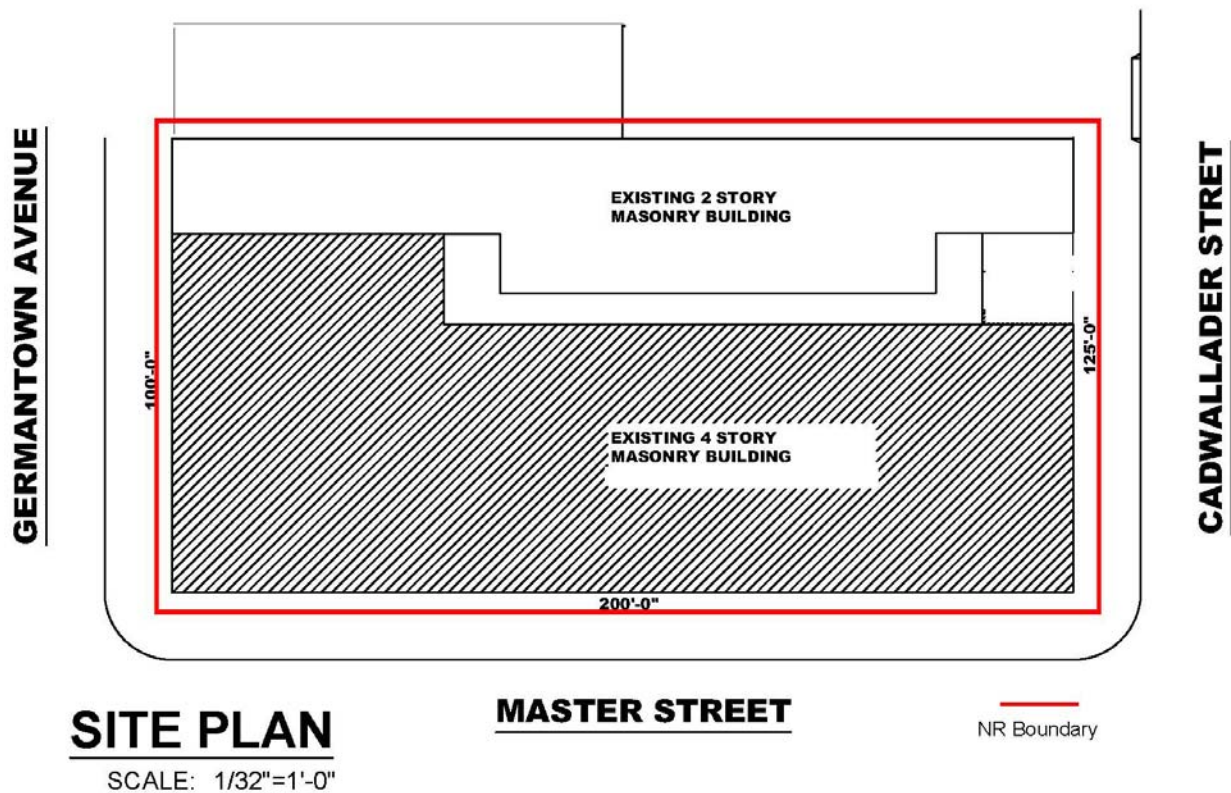 GERMANTOWN AVENUE
EXISTING 2 STORY
MASONRY BUILDING
CADWALLADER STRET
100'-0"
125'-0"
EXISTING 4 STORY
MASONRY BUILDING
200'-0"
MASTER STREET
SITE PLAN
SCALE: 1/32"=1'-0"
NR Boundary